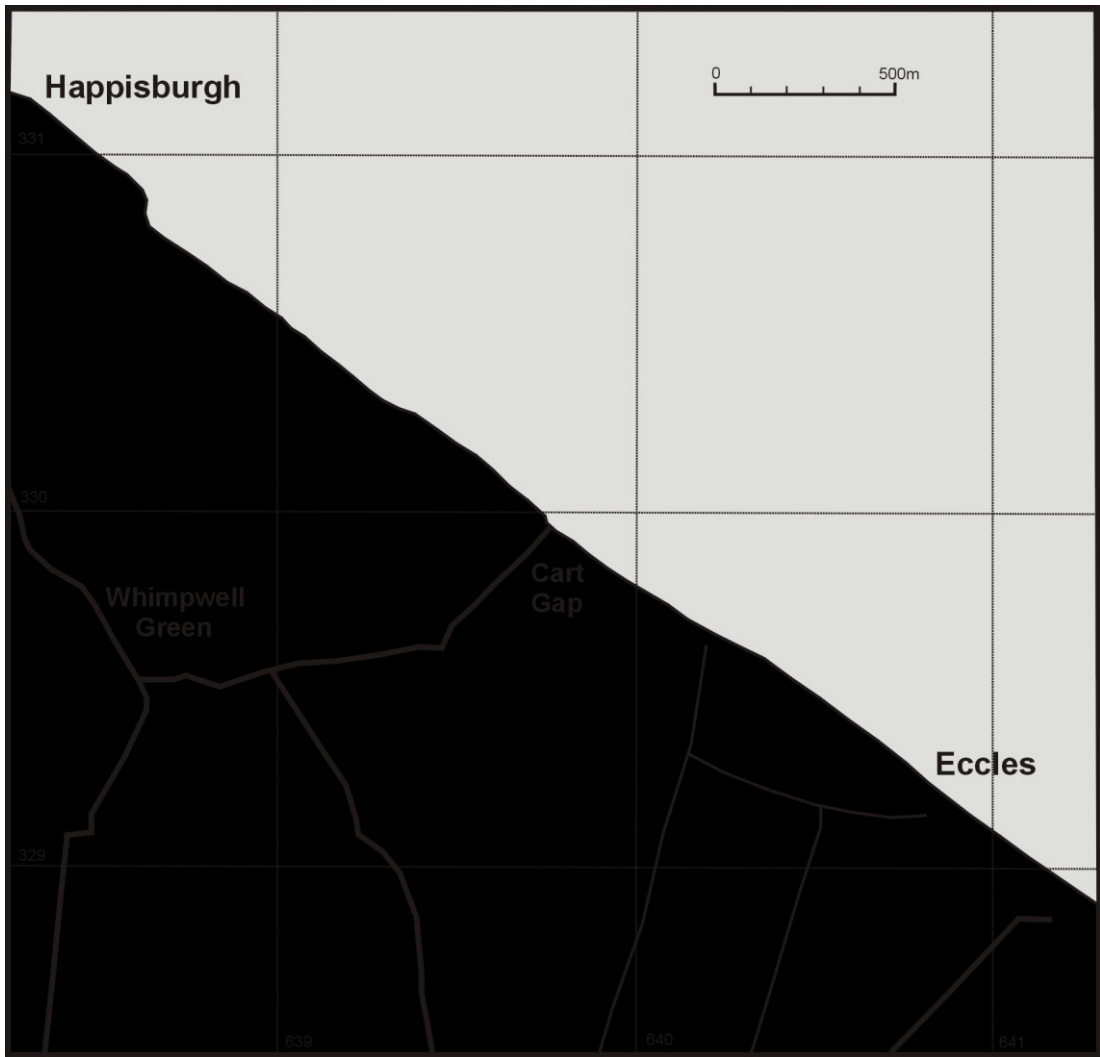 Happisburgh
0 500m
331
330
Cart
Gap
Whimpwell
Green
Eccles
329
639
640
641